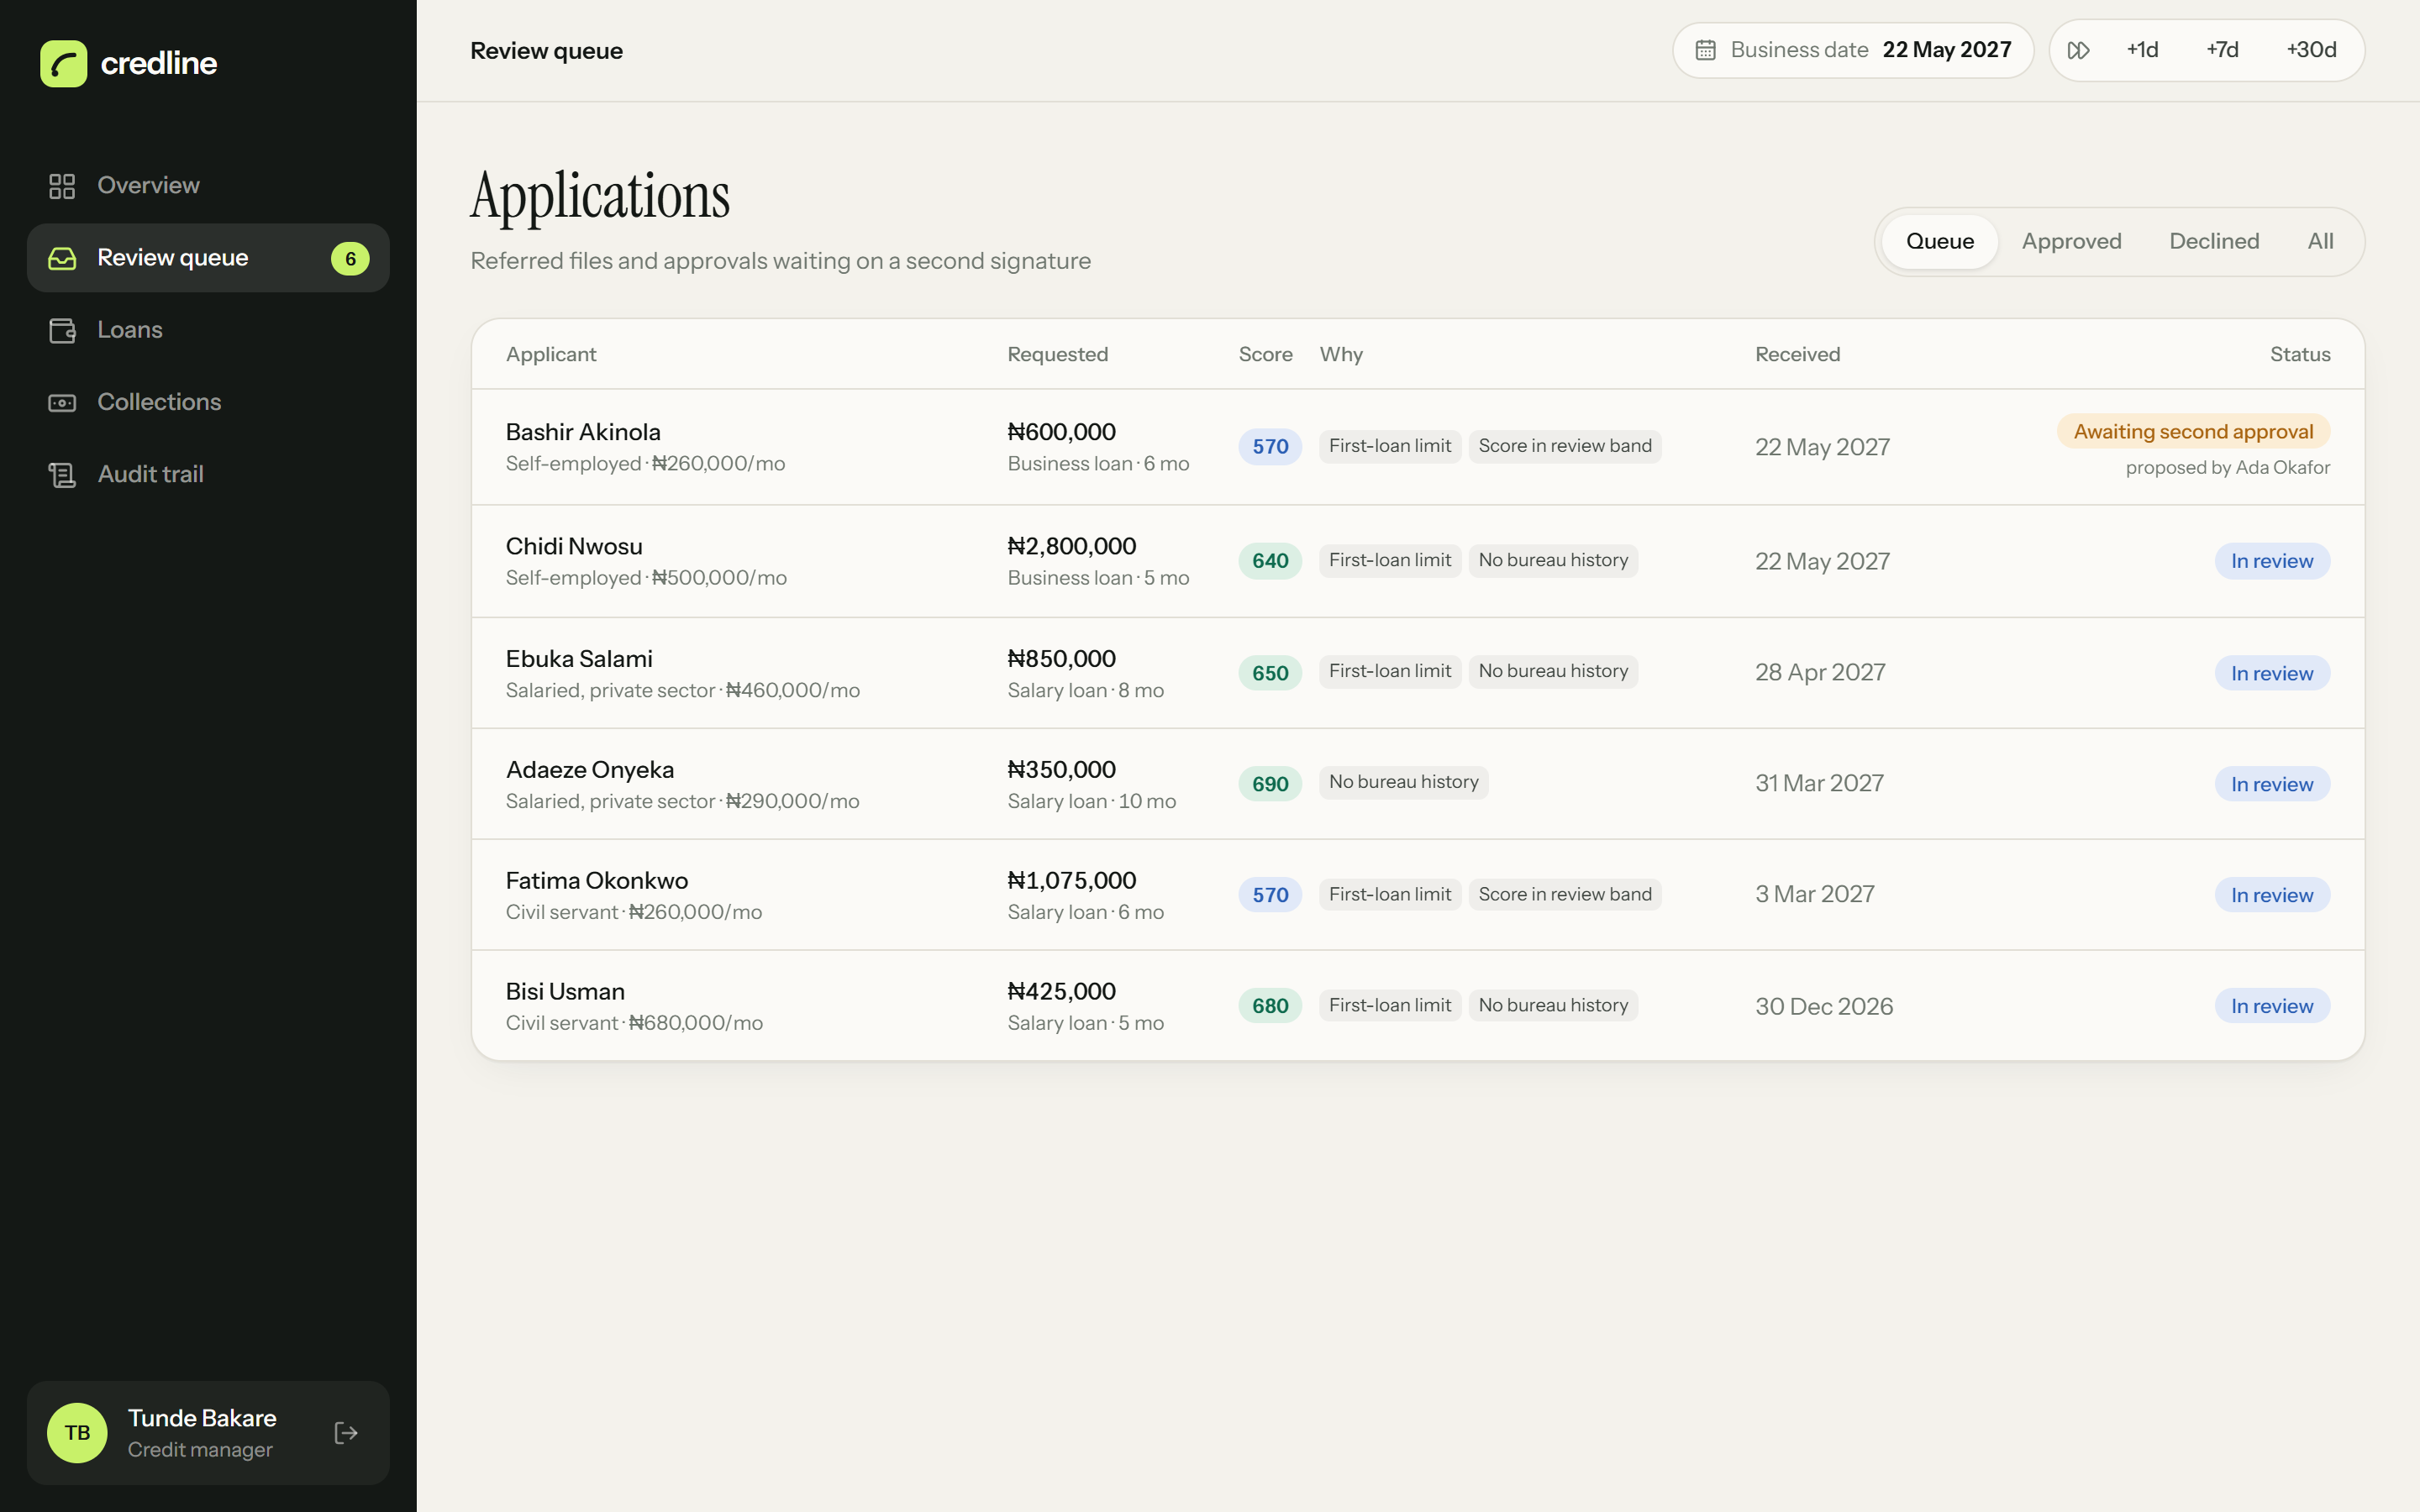 credline
Overview
Review queue 6
Loans
Collections
Audit trail
TB
Tunde Bakare
Credit manager
Review queue
Business date 22 May 2027
+1d +7d +30d
Applications
Referred files and approvals waiting on a second signature
Queue Approved Declined All
Applicant Requested Score Why Received Status
Bashir Akinola
Self-employed · ₦260,000/mo
₦600,000
Business loan · 6 mo
570
First-loan limit Score in review band
22 May 2027
Awaiting second approval
proposed by Ada Okafor
Chidi Nwosu
Self-employed · ₦500,000/mo
₦2,800,000
Business loan · 5 mo
640
First-loan limit No bureau history
22 May 2027
In review
Ebuka Salami
Salaried, private sector · ₦460,000/mo
₦850,000
Salary loan · 8 mo
650
First-loan limit No bureau history
28 Apr 2027
In review
Adaeze Onyeka
Salaried, private sector · ₦290,000/mo
₦350,000
Salary loan · 10 mo
690
No bureau history
31 Mar 2027
In review
Fatima Okonkwo
Civil servant · ₦260,000/mo
₦1,075,000
Salary loan · 6 mo
570
First-loan limit Score in review band
3 Mar 2027
In review
Bisi Usman
Civil servant · ₦680,000/mo
₦425,000
Salary loan · 5 mo
680
First-loan limit No bureau history
30 Dec 2026
In review